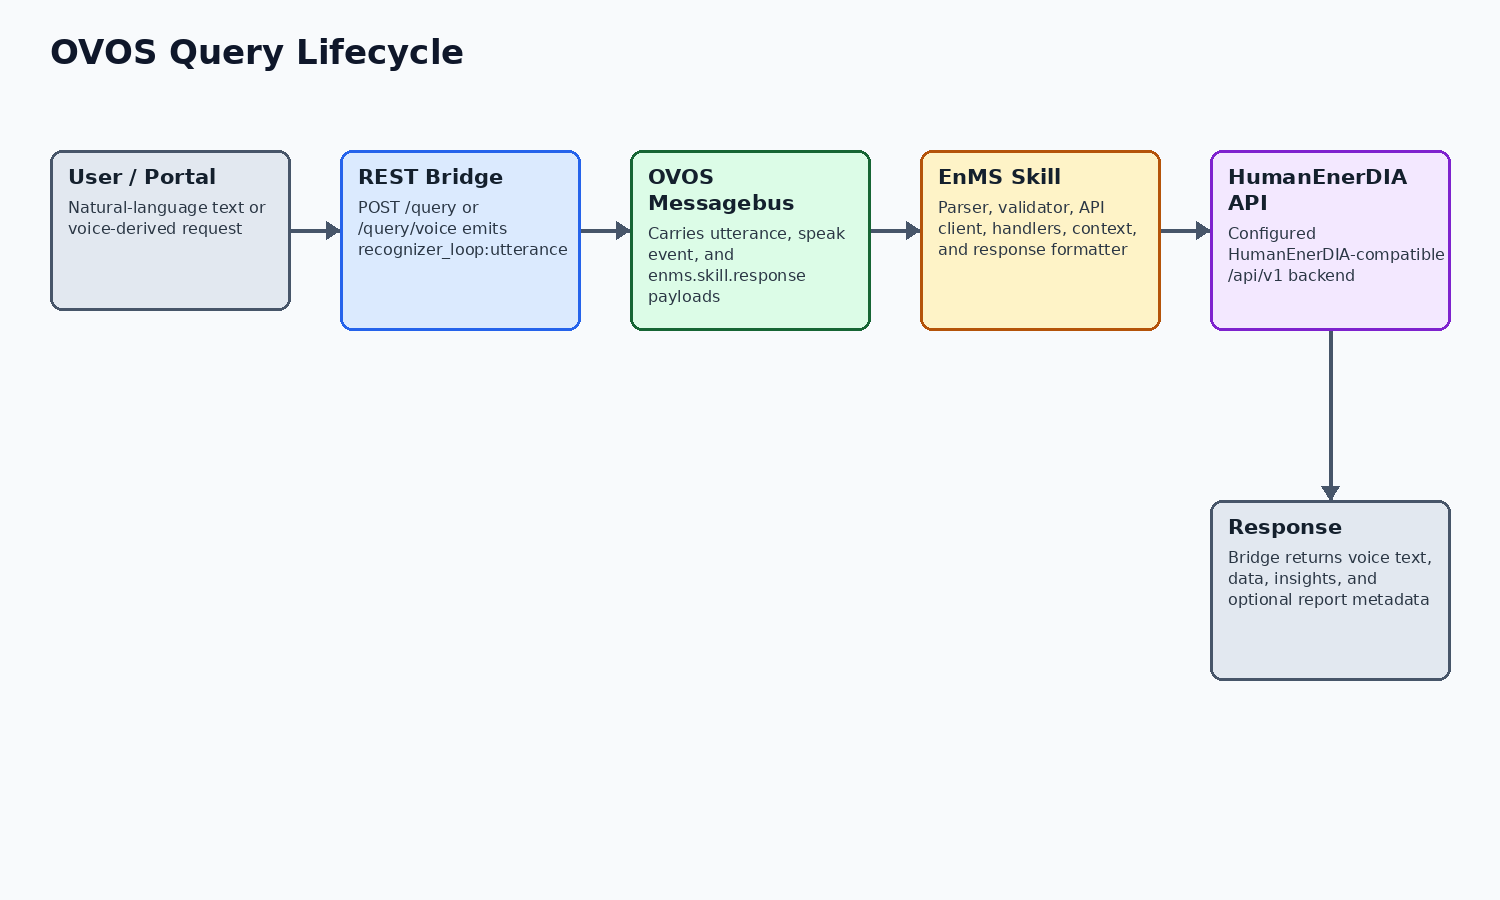 OVOS Query Lifecycle
User / Portal
Natural-language text or
voice-derived request
REST Bridge
POST /query or
/query/voice emits
recognizer_loop:utterance
OVOS
Messagebus
Carries utterance, speak
event, and
enms.skill.response
payloads
EnMS Skill
Parser, validator, API
client, handlers, context,
and response formatter
HumanEnerDIA
API
Configured
HumanEnerDIA-compatible
/api/v1 backend
Response
Bridge returns voice text,
data, insights, and
optional report metadata